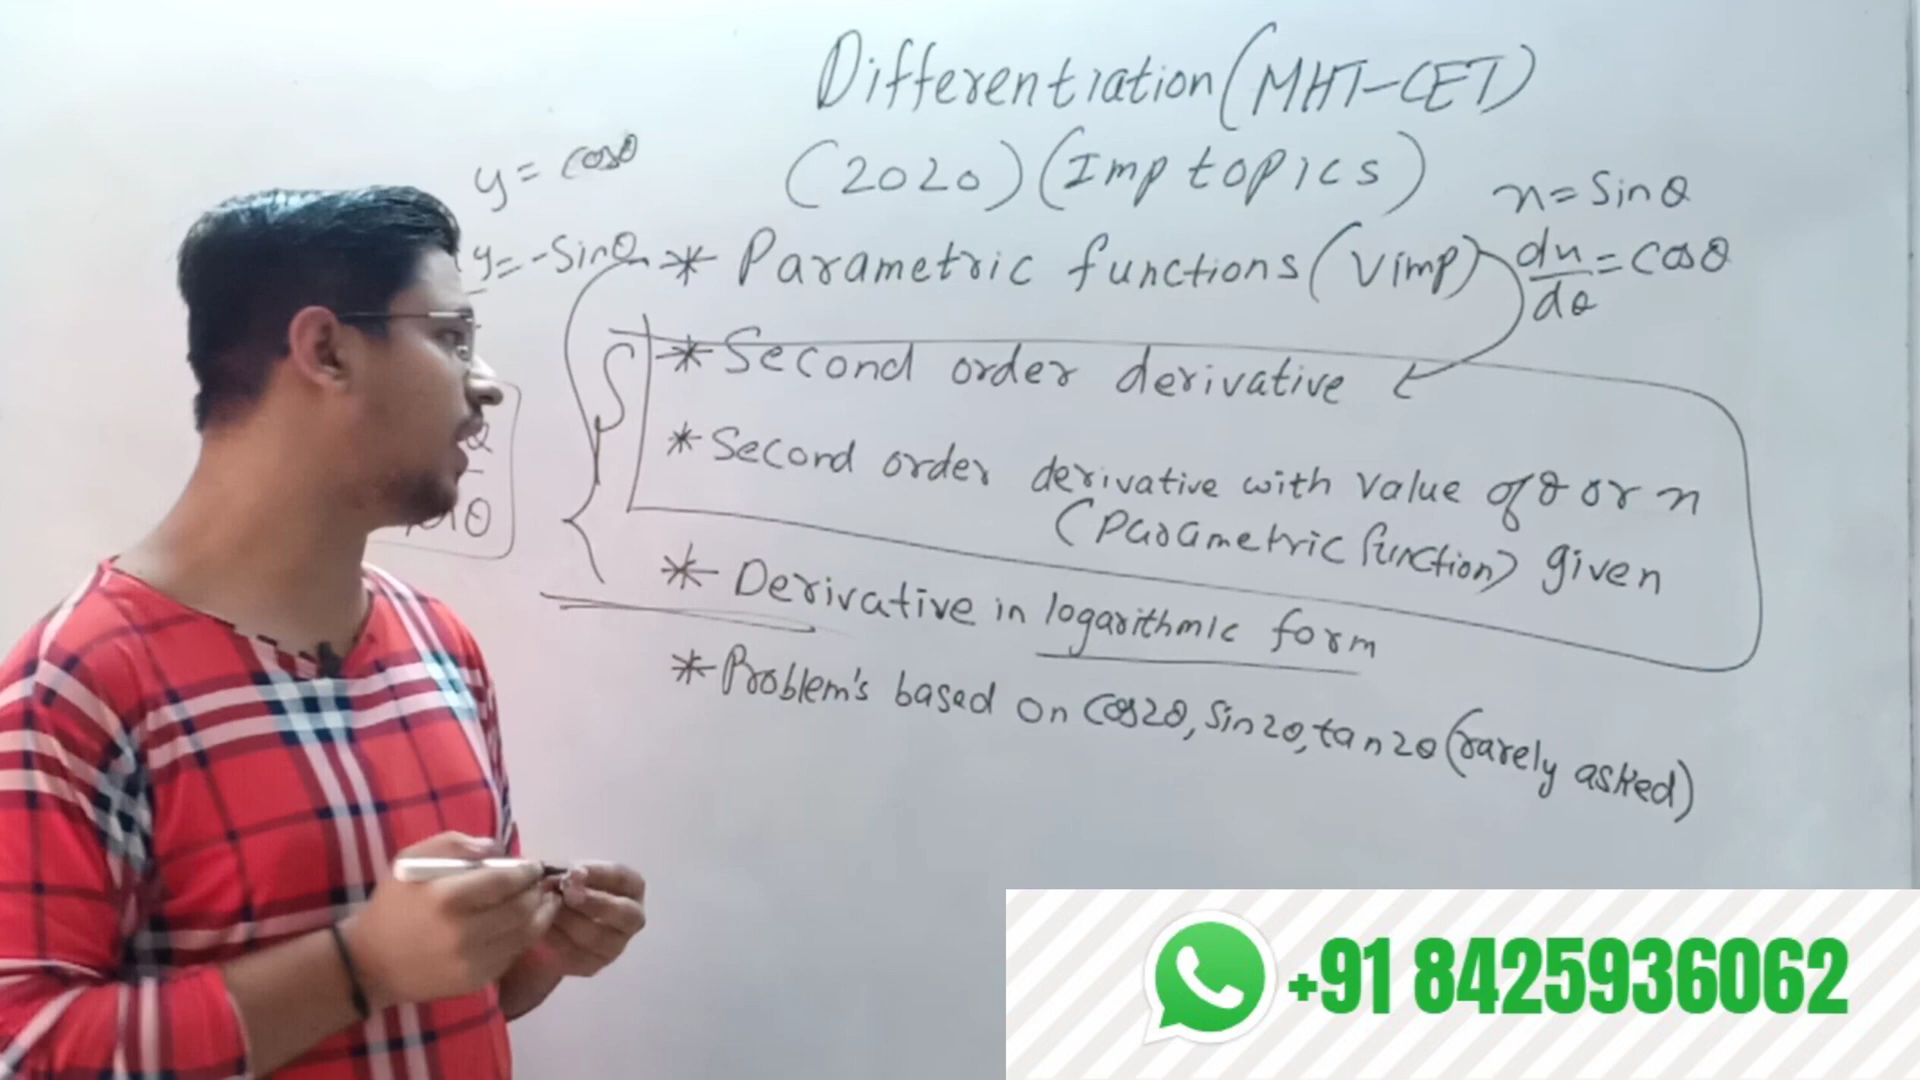 Differentiation (MHT-CET)
(2020) (Imp topics)
y = cosθ
x = Sinθ
y = -Sinθ
dx/dθ = cosθ
* Parametric functions (Vimp)
* Second order derivative
* Second order derivative with value of θ or x
(Parametric function) given
* Derivative in logarithmic form
* Problem's based on Cos2θ, Sin2θ, tan2θ (rarely asked)
+91 8425936062